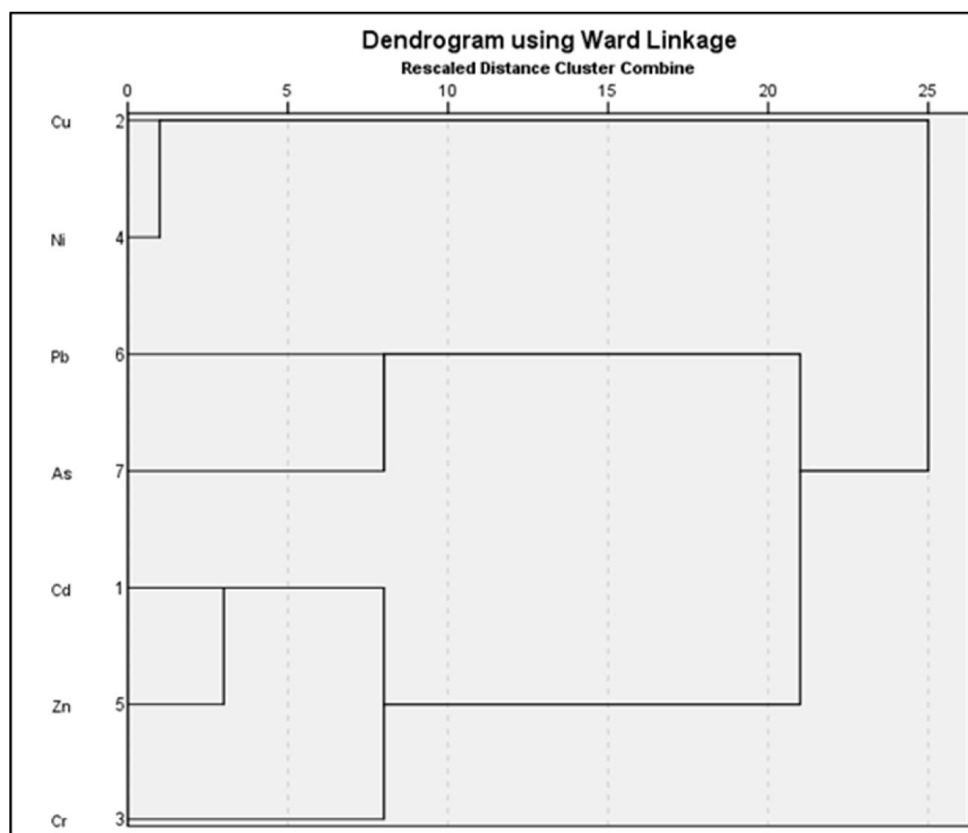 Dendrogram using Ward Linkage
Rescaled Distance Cluster Combine
0 5 10 15 20 25
Cu 2
Ni 4
Pb 6
As 7
Cd 1
Zn 5
Cr 3